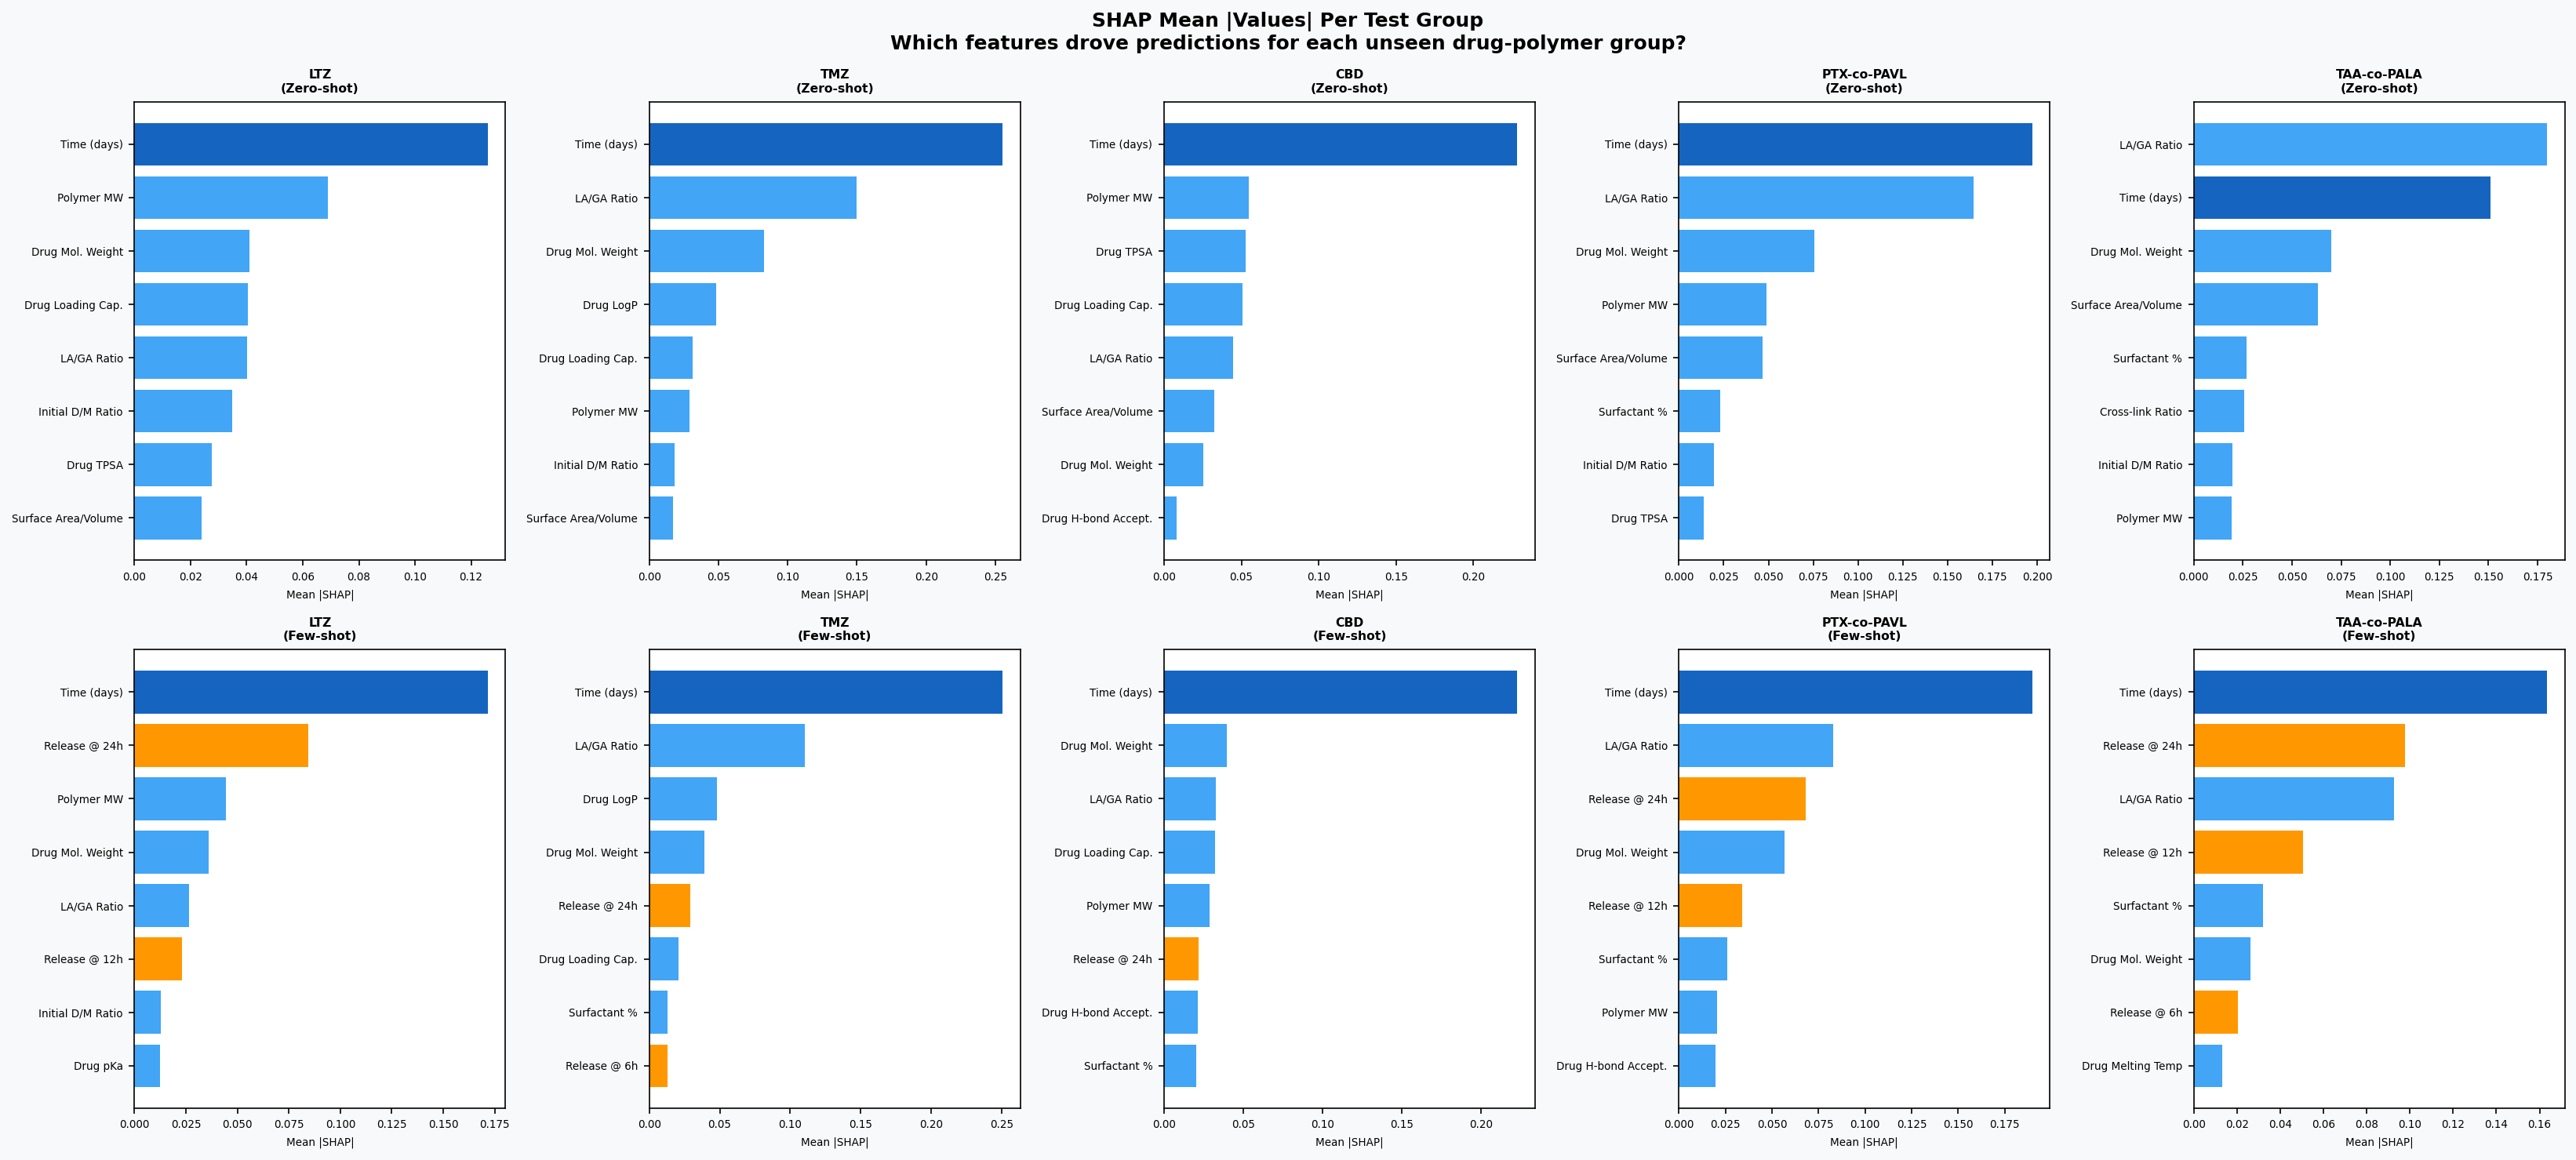 SHAP Mean |Values| Per Test Group
Which features drove predictions for each unseen drug-polymer group?
LTZ
(Zero-shot)
Time (days)
Polymer MW
Drug Mol. Weight
Drug Loading Cap.
LA/GA Ratio
Initial D/M Ratio
Drug TPSA
Surface Area/Volume
0.00 0.02 0.04 0.06 0.08 0.10 0.12
Mean |SHAP|
TMZ
(Zero-shot)
Time (days)
LA/GA Ratio
Drug Mol. Weight
Drug LogP
Drug Loading Cap.
Polymer MW
Initial D/M Ratio
Surface Area/Volume
0.00 0.05 0.10 0.15 0.20 0.25
Mean |SHAP|
CBD
(Zero-shot)
Time (days)
Polymer MW
Drug TPSA
Drug Loading Cap.
LA/GA Ratio
Surface Area/Volume
Drug Mol. Weight
Drug H-bond Accept.
0.00 0.05 0.10 0.15 0.20
Mean |SHAP|
PTX-co-PAVL
(Zero-shot)
Time (days)
LA/GA Ratio
Drug Mol. Weight
Polymer MW
Surface Area/Volume
Surfactant %
Initial D/M Ratio
Drug TPSA
0.000 0.025 0.050 0.075 0.100 0.125 0.150 0.175 0.200
Mean |SHAP|
TAA-co-PALA
(Zero-shot)
LA/GA Ratio
Time (days)
Drug Mol. Weight
Surface Area/Volume
Surfactant %
Cross-link Ratio
Initial D/M Ratio
Polymer MW
0.000 0.025 0.050 0.075 0.100 0.125 0.150 0.175
Mean |SHAP|
LTZ
(Few-shot)
Time (days)
Release @ 24h
Polymer MW
Drug Mol. Weight
LA/GA Ratio
Release @ 12h
Initial D/M Ratio
Drug pKa
0.000 0.025 0.050 0.075 0.100 0.125 0.150 0.175
Mean |SHAP|
TMZ
(Few-shot)
Time (days)
LA/GA Ratio
Drug LogP
Drug Mol. Weight
Release @ 24h
Drug Loading Cap.
Surfactant %
Release @ 6h
0.00 0.05 0.10 0.15 0.20 0.25
Mean |SHAP|
CBD
(Few-shot)
Time (days)
Drug Mol. Weight
LA/GA Ratio
Drug Loading Cap.
Polymer MW
Release @ 24h
Drug H-bond Accept.
Surfactant %
0.00 0.05 0.10 0.15 0.20
Mean |SHAP|
PTX-co-PAVL
(Few-shot)
Time (days)
LA/GA Ratio
Release @ 24h
Drug Mol. Weight
Release @ 12h
Surfactant %
Polymer MW
Drug H-bond Accept.
0.000 0.025 0.050 0.075 0.100 0.125 0.150 0.175
Mean |SHAP|
TAA-co-PALA
(Few-shot)
Time (days)
Release @ 24h
LA/GA Ratio
Release @ 12h
Surfactant %
Drug Mol. Weight
Release @ 6h
Drug Melting Temp
0.00 0.02 0.04 0.06 0.08 0.10 0.12 0.14 0.16
Mean |SHAP|